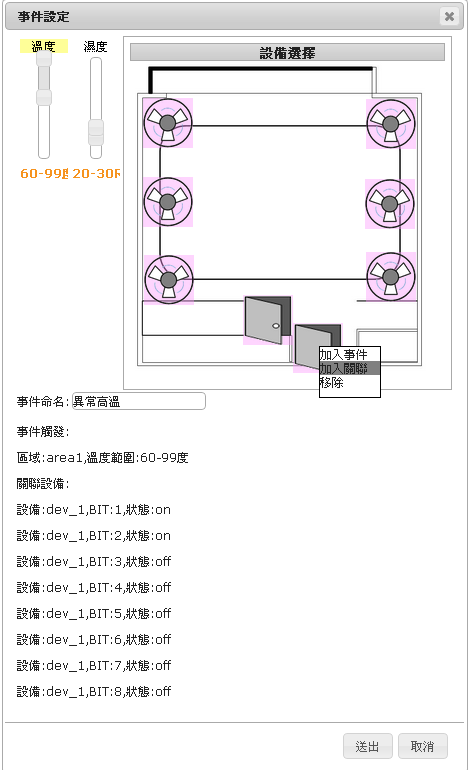 事件設定
溫度 濕度
設備選擇
60-99度 20-30R
加入事件
加入關聯
移除
事件命名: 異常高溫
事件觸發:
區域:area1,溫度範圍:60-99度
關聯設備:
設備:dev_1,BIT:1,狀態:on
設備:dev_1,BIT:2,狀態:on
設備:dev_1,BIT:3,狀態:off
設備:dev_1,BIT:4,狀態:off
設備:dev_1,BIT:5,狀態:off
設備:dev_1,BIT:6,狀態:off
設備:dev_1,BIT:7,狀態:off
設備:dev_1,BIT:8,狀態:off
送出 取消